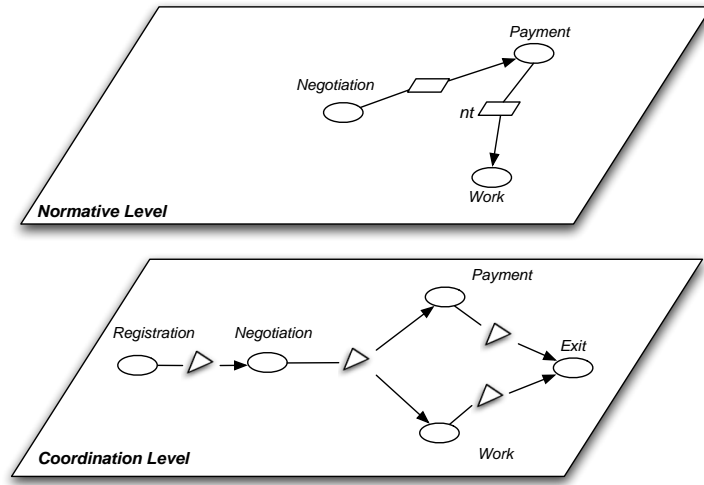 Payment
Negotiation
nt
Work
Normative Level
Payment
Registration
Negotiation
Exit
Work
Coordination Level